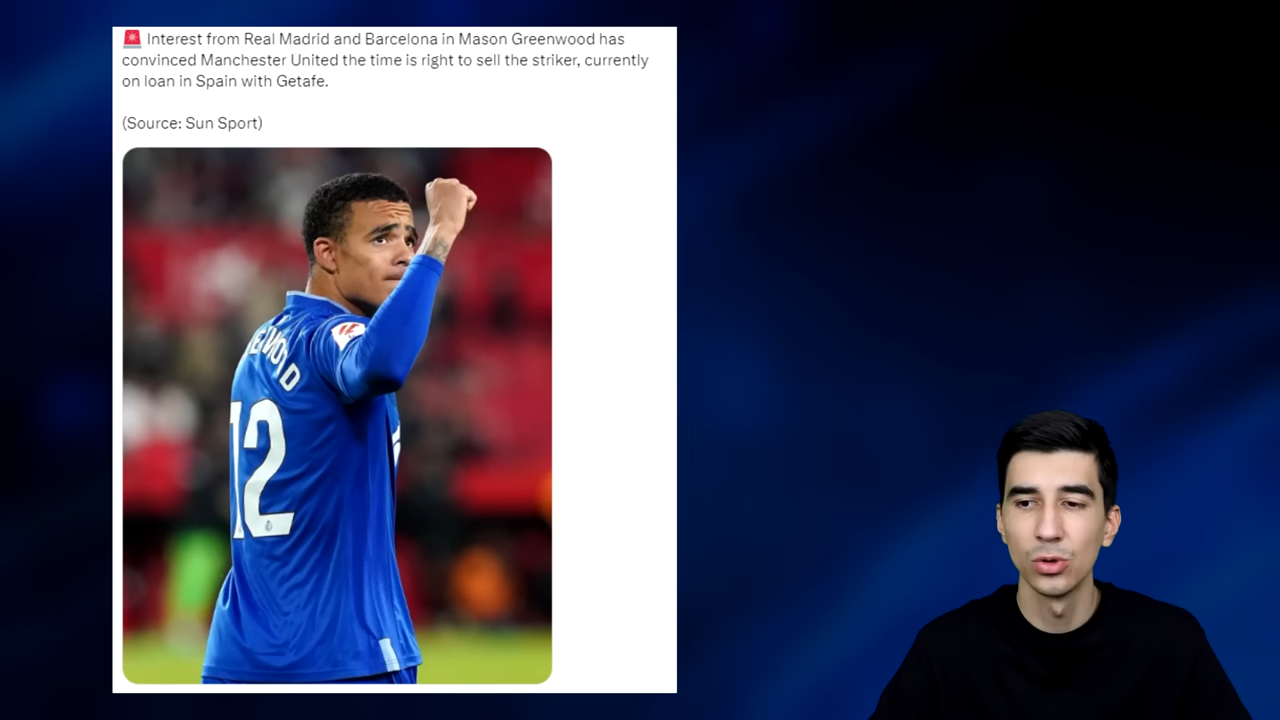 🚨 Interest from Real Madrid and Barcelona in Mason Greenwood has
convinced Manchester United the time is right to sell the striker, currently
on loan in Spain with Getafe.
(Source: Sun Sport)
12